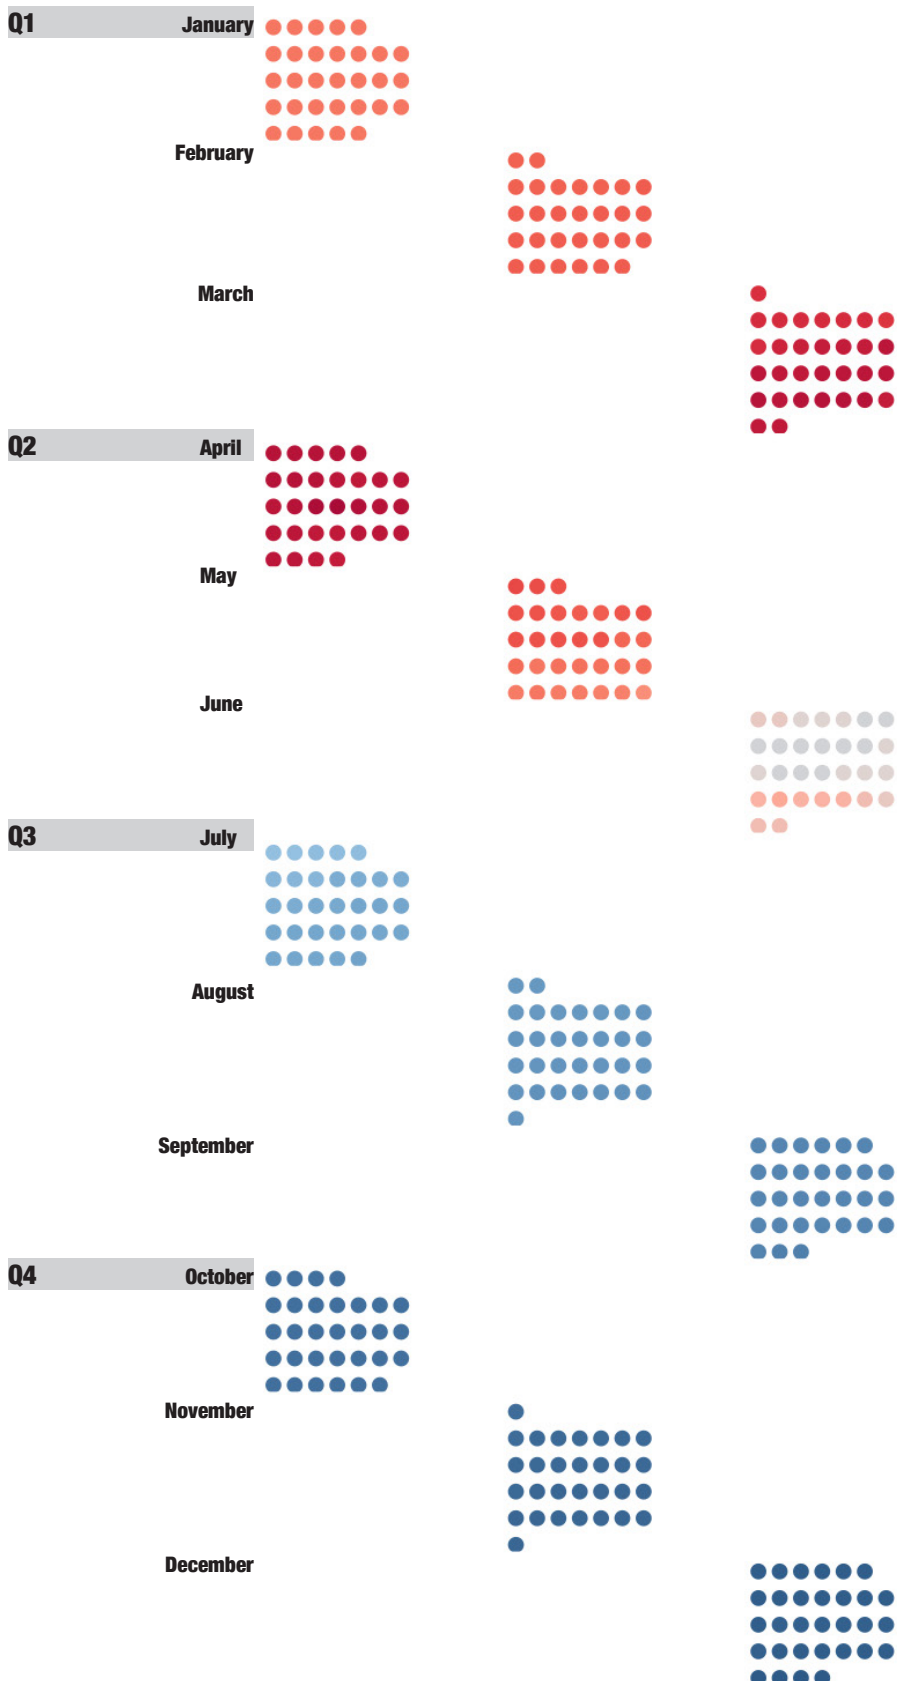 Q1 January
February
March
Q2 April
May
June
Q3 July
August
September
Q4 October
November
December